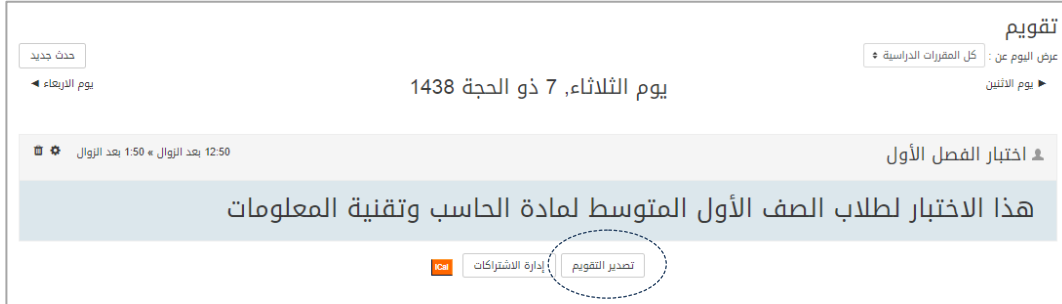 تقويم
عرض اليوم عن : كل المقررات الدراسية
حدث جديد
◄ يوم الاثنين
يوم الثلاثاء, 7 ذو الحجة 1438
يوم الاربعاء ►
اختبار الفصل الأول
12:50 بعد الزوال » 1:50 بعد الزوال
هذا الاختبار لطلاب الصف الأول المتوسط لمادة الحاسب وتقنية المعلومات
تصدير التقويم إدارة الاشتراكات iCal